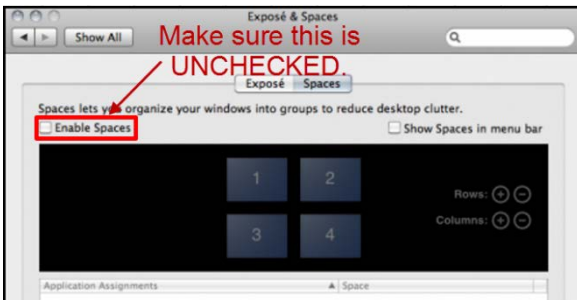 Exposé & Spaces
Show All
Make sure this is
UNCHECKED.
Exposé Spaces
Spaces lets you organize your windows into groups to reduce desktop clutter.
Enable Spaces Show Spaces in menu bar
1 2
Rows:
Columns:
3 4
Application Assignments Space